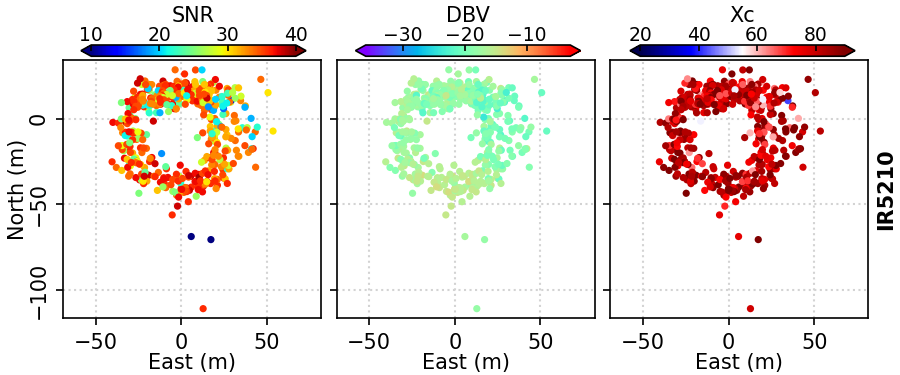 SNR DBV Xc
10 20 30 40 −30 −20 −10 20 40 60 80
North (m)
0
−50
−100
IR5210
−50 0 50 −50 0 50 −50 0 50
East (m) East (m) East (m)